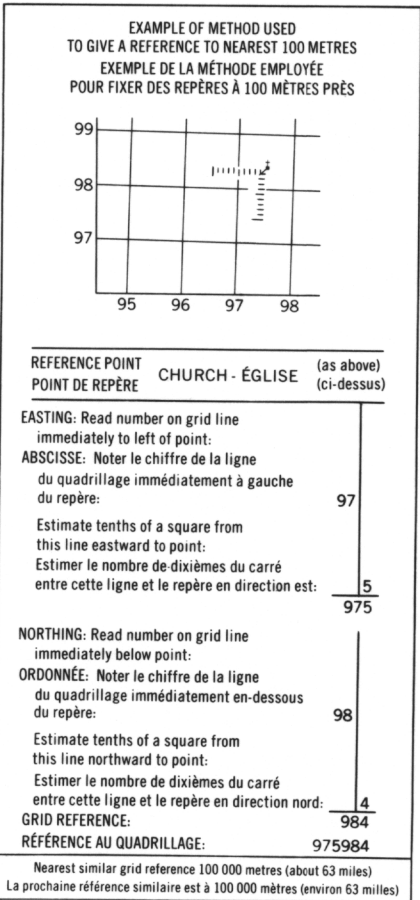 EXAMPLE OF METHOD USED
TO GIVE A REFERENCE TO NEAREST 100 METRES
EXEMPLE DE LA MÉTHODE EMPLOYÉE
POUR FIXER DES REPÈRES À 100 MÈTRES PRÈS
99
98
97
95 96 97 98
REFERENCE POINT
POINT DE REPÈRE
CHURCH - ÉGLISE
(as above)
(ci-dessus)
EASTING: Read number on grid line
immediately to left of point:
ABSCISSE: Noter le chiffre de la ligne
du quadrillage immédiatement à gauche
du repère: 97
Estimate tenths of a square from
this line eastward to point:
Estimer le nombre de dixièmes du carré
entre cette ligne et le repère en direction est: 5
975
NORTHING: Read number on grid line
immediately below point:
ORDONNÉE: Noter le chiffre de la ligne
du quadrillage immédiatement en-dessous
du repère: 98
Estimate tenths of a square from
this line northward to point:
Estimer le nombre de dixièmes du carré
entre cette ligne et le repère en direction nord: 4
GRID REFERENCE: 984
RÉFÉRENCE AU QUADRILLAGE: 975984
Nearest similar grid reference 100 000 metres (about 63 miles)
La prochaine référence similaire est à 100 000 mètres (environ 63 milles)